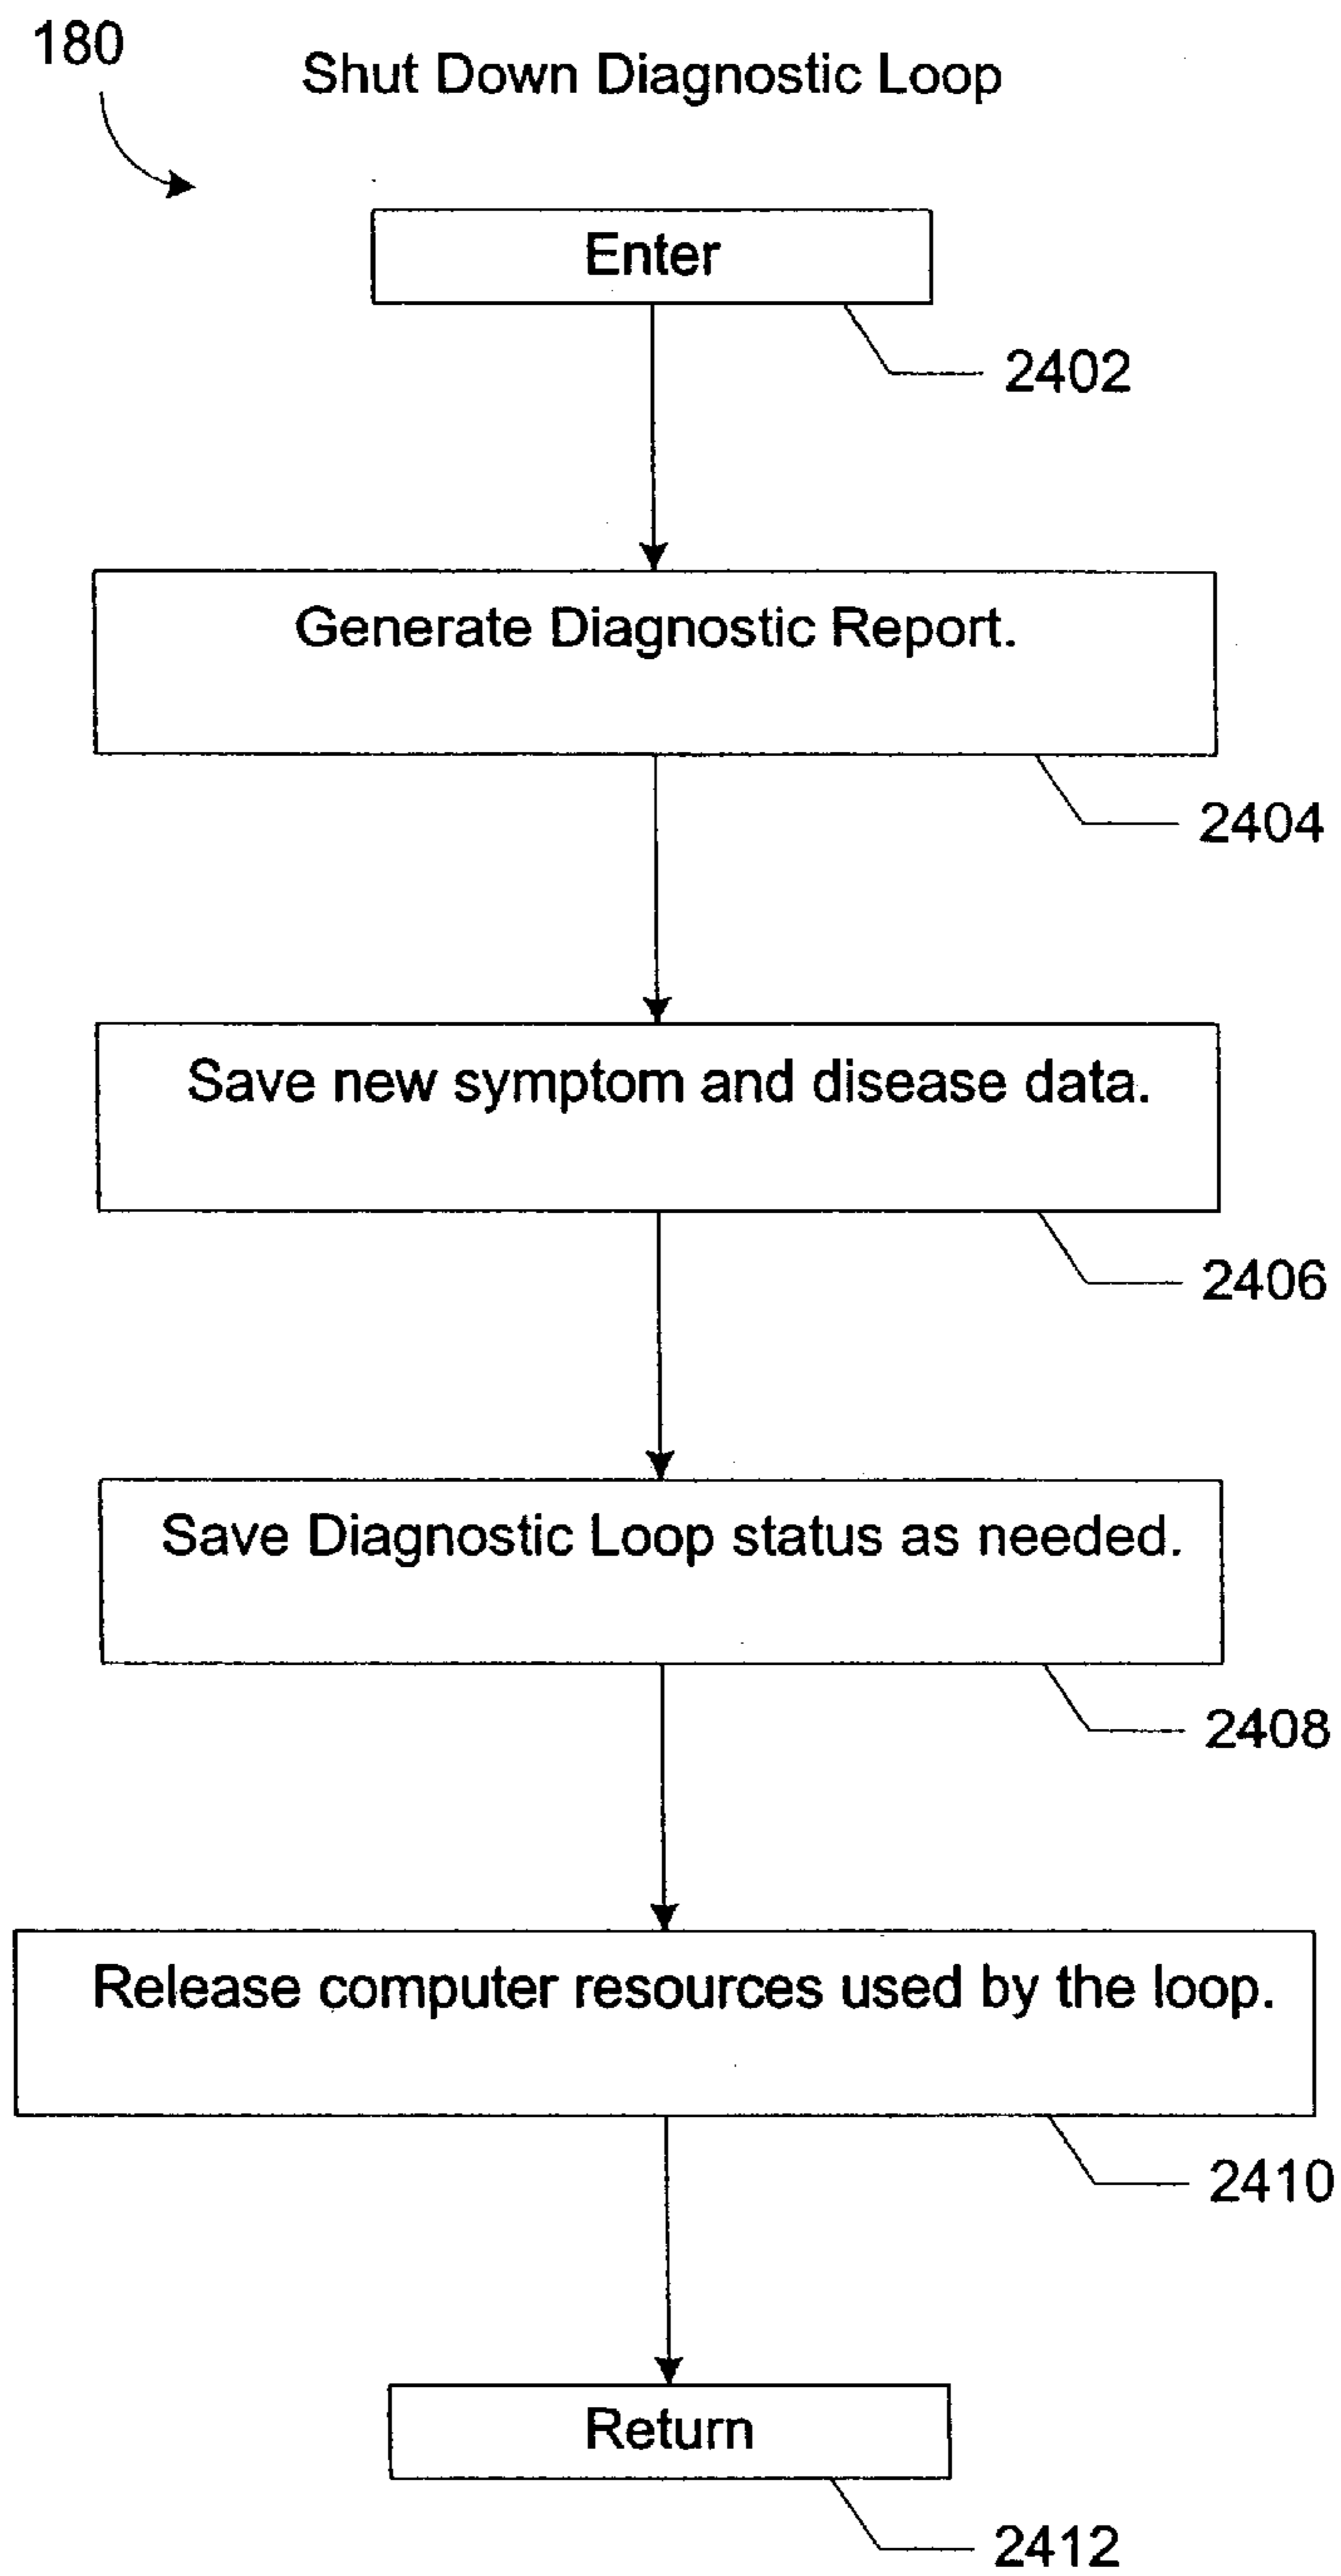 180
Shut Down Diagnostic Loop
Enter
2402
Generate Diagnostic Report.
2404
Save new symptom and disease data.
2406
Save Diagnostic Loop status as needed.
2408
Release computer resources used by the loop.
2410
Return
2412